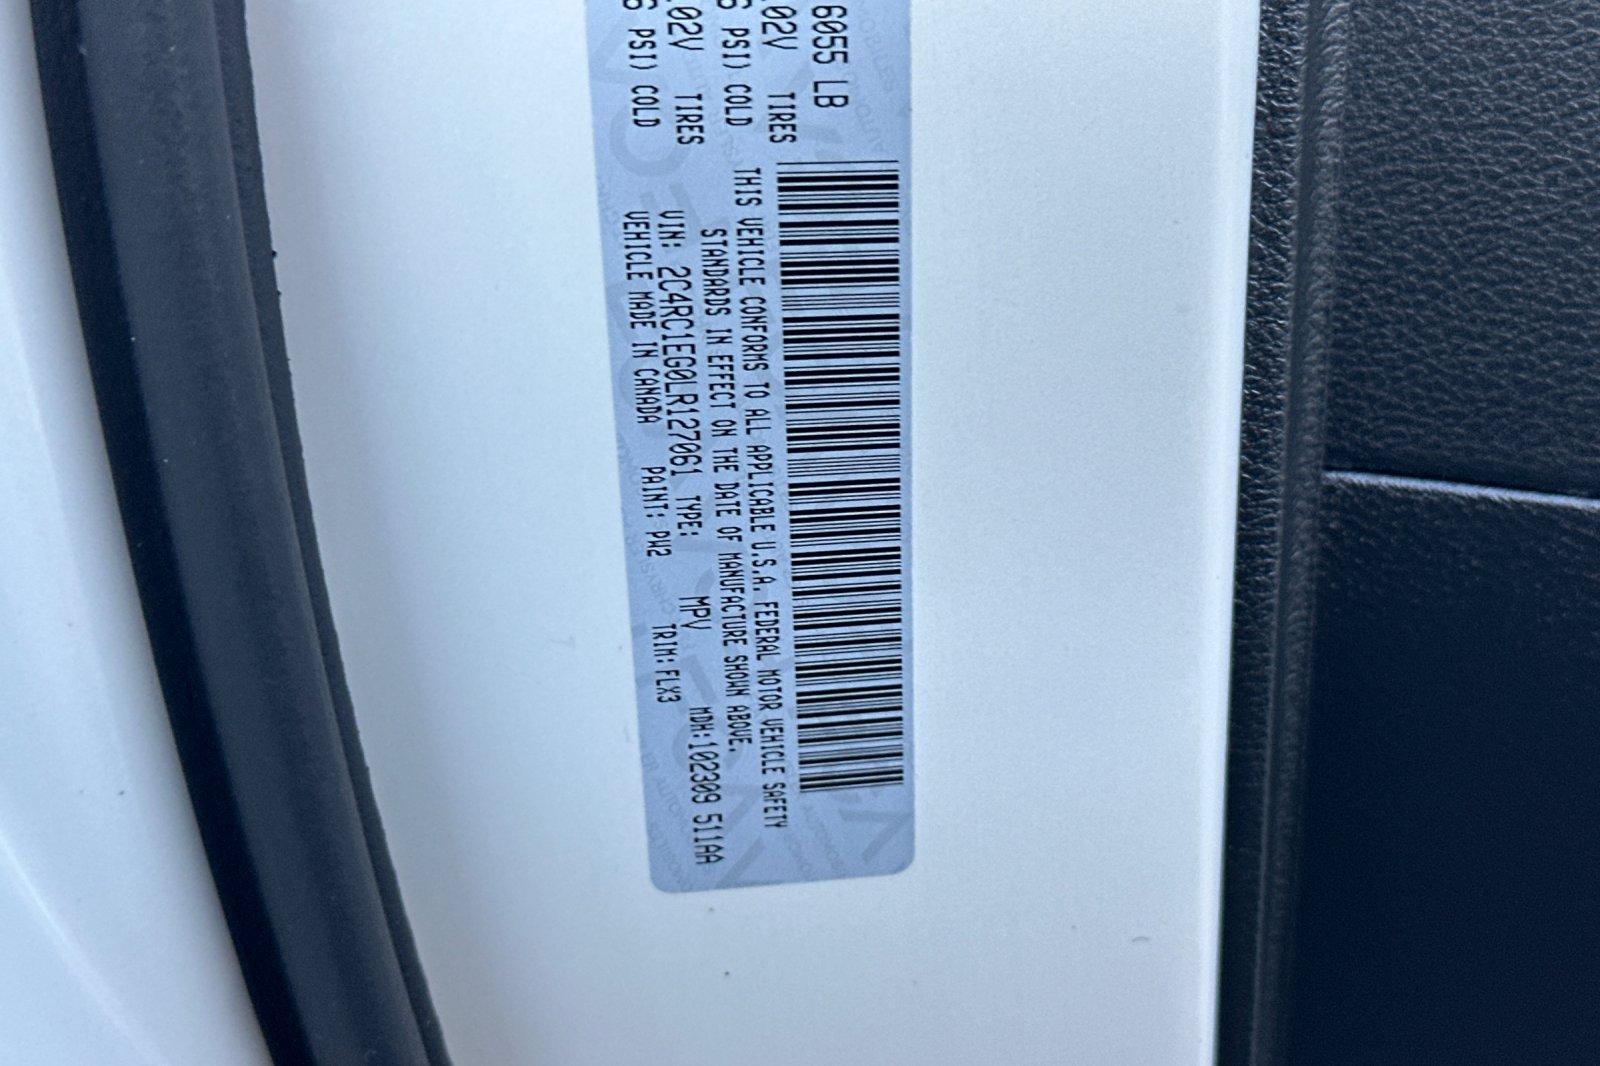 6055 LB
.02V TIRES
PSI) COLD
.02V TIRES
PSI) COLD
THIS VEHICLE CONFORMS TO ALL APPLICABLE U.S.A. FEDERAL MOTOR VEHICLE SAFETY
STANDARDS IN EFFECT ON THE DATE OF MANUFACTURE SHOWN ABOVE.
VIN: 2C4RC1EG0LR127061 TYPE: MPV MDH:102309 511AA
VEHICLE MADE IN CANADA PAINT: PW2 TRIM:FLX3